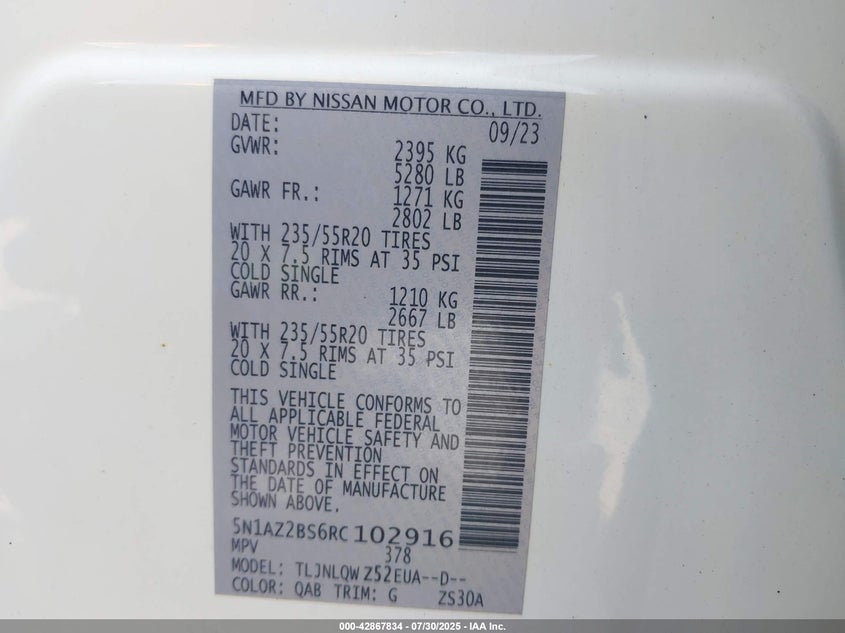 MFD BY NISSAN MOTOR CO., LTD.
DATE: 09/23
GVWR: 2395 KG
5280 LB
GAWR FR.: 1271 KG
2802 LB
WITH 235/55R20 TIRES
20 X 7.5 RIMS AT 35 PSI
COLD SINGLE
GAWR RR.: 1210 KG
2667 LB
WITH 235/55R20 TIRES
20 X 7.5 RIMS AT 35 PSI
COLD SINGLE
THIS VEHICLE CONFORMS TO
ALL APPLICABLE FEDERAL
MOTOR VEHICLE SAFETY AND
THEFT PREVENTION
STANDARDS IN EFFECT ON
THE DATE OF MANUFACTURE
SHOWN ABOVE.
5N1AZ2BS6RC102916
MPV 378
MODEL: TLJNLQW Z52EUA--D--
COLOR: QAB TRIM: G ZS30A
000-42867834 - 07/30/2025 - IAA Inc.